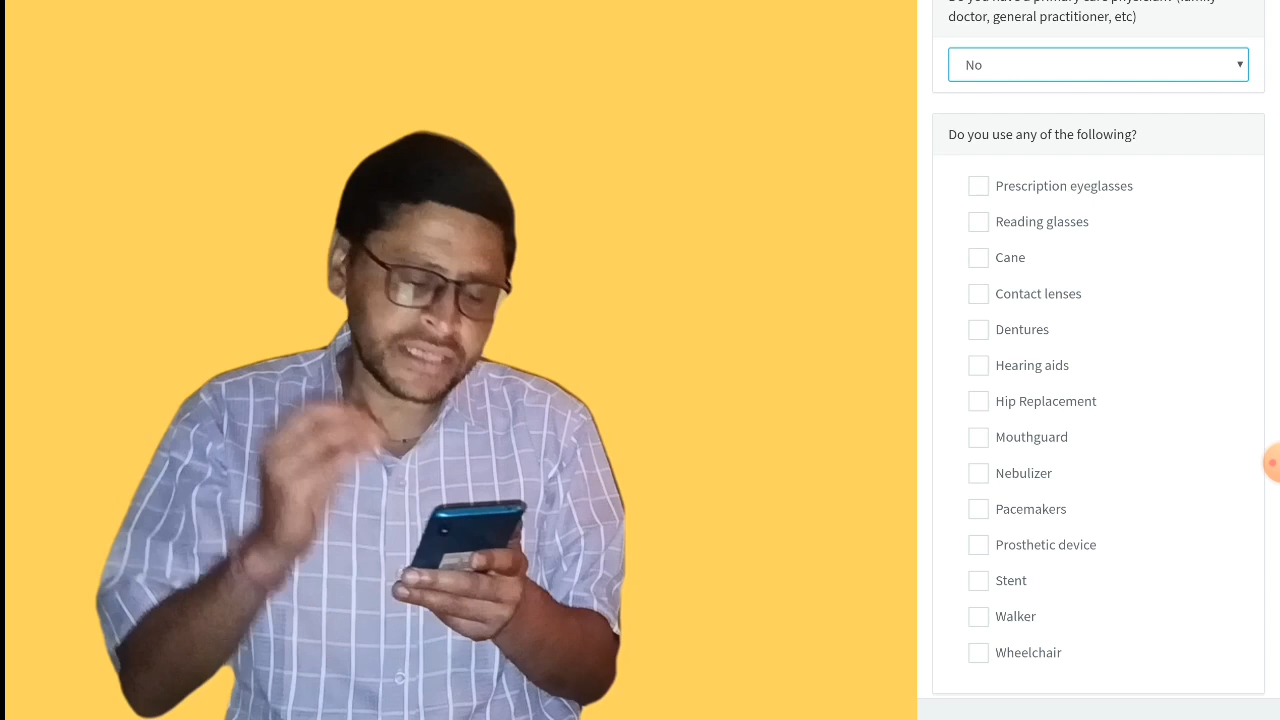 doctor, general practitioner, etc)
No
Do you use any of the following?
Prescription eyeglasses
Reading glasses
Cane
Contact lenses
Dentures
Hearing aids
Hip Replacement
Mouthguard
Nebulizer
Pacemakers
Prosthetic device
Stent
Walker
Wheelchair